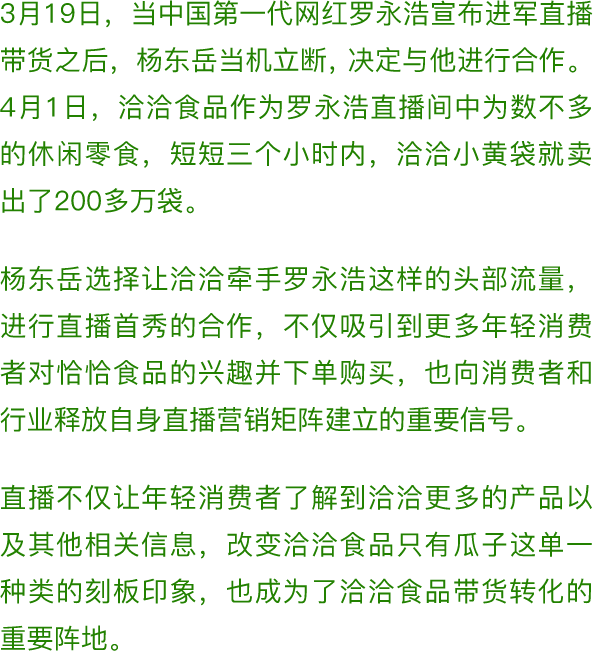 3月19日，当中国第一代网红罗永浩宣布进军直播
带货之后，杨东岳当机立断，决定与他进行合作。
4月1日，洽洽食品作为罗永浩直播间中为数不多
的休闲零食，短短三个小时内，洽洽小黄袋就卖
出了200多万袋。
杨东岳选择让洽洽牵手罗永浩这样的头部流量，
进行直播首秀的合作，不仅吸引到更多年轻消费
者对恰恰食品的兴趣并下单购买，也向消费者和
行业释放自身直播营销矩阵建立的重要信号。
直播不仅让年轻消费者了解到洽洽更多的产品以
及其他相关信息，改变洽洽食品只有瓜子这单一
种类的刻板印象，也成为了洽洽食品带货转化的
重要阵地。